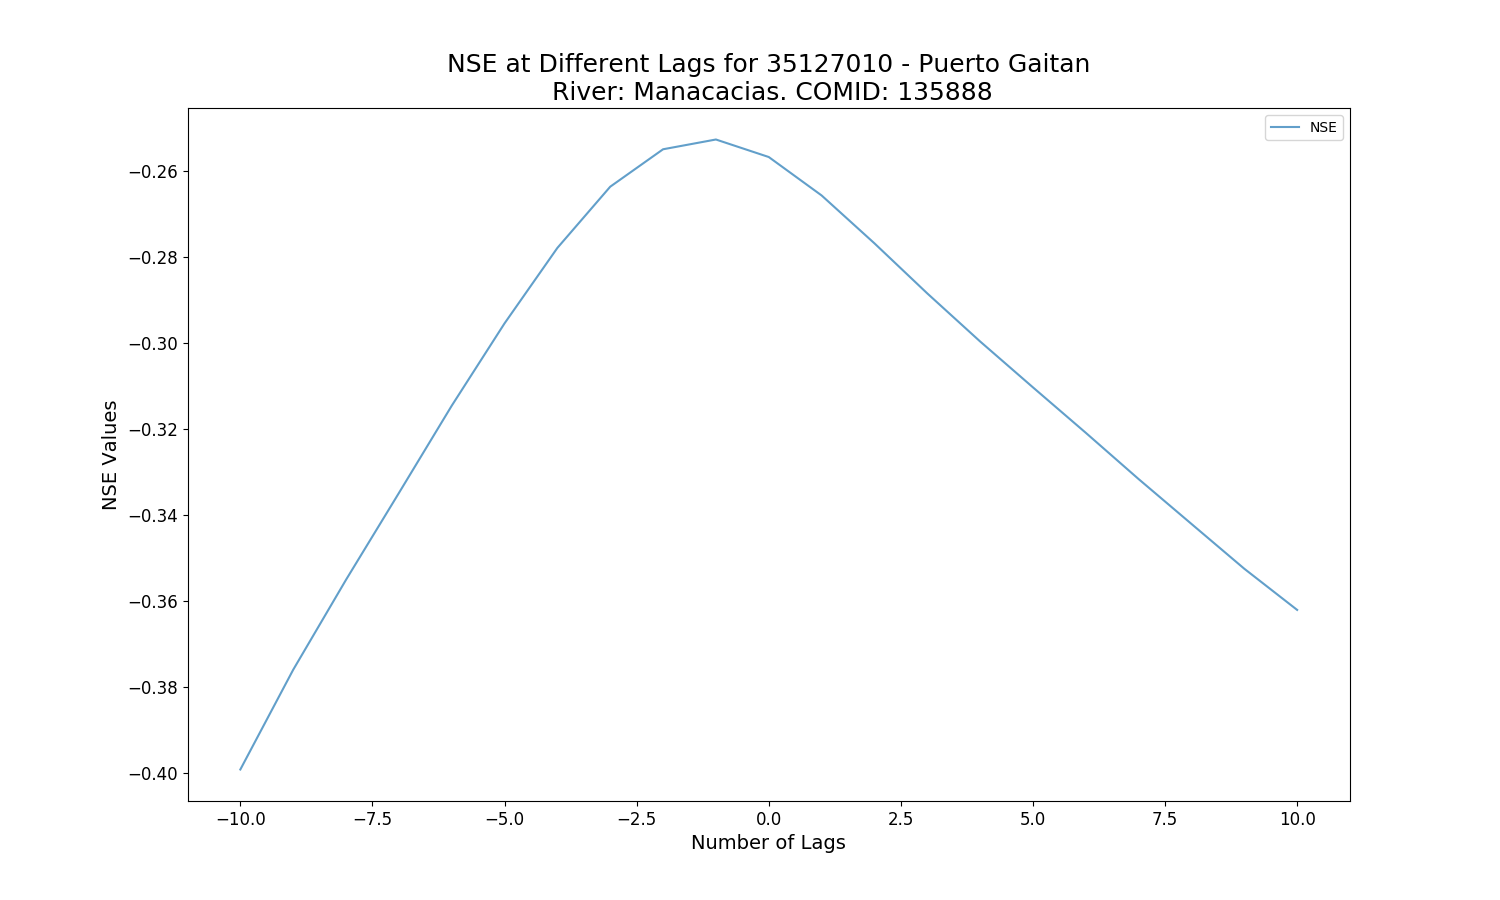 NSE at Different Lags for 35127010 - Puerto Gaitan
River: Manacacias. COMID: 135888
NSE
−0.26
−0.28
−0.30
−0.32
−0.34
−0.36
−0.38
−0.40
NSE Values
−10.0 −7.5 −5.0 −2.5 0.0 2.5 5.0 7.5 10.0
Number of Lags